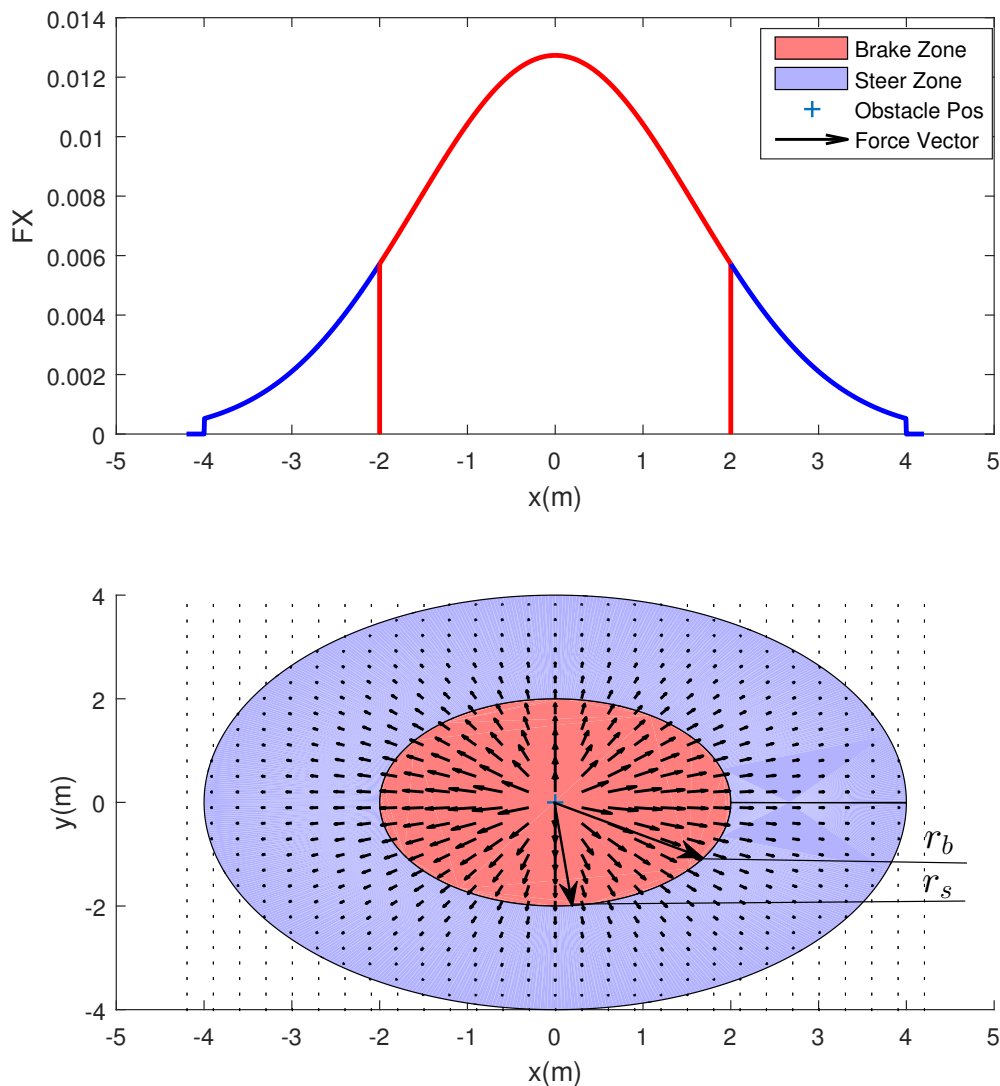 0.014
0.012
0.01
0.008
0.006
0.004
0.002
0
FX
-5 -4 -3 -2 -1 0 1 2 3 4 5
x(m)
Brake Zone
Steer Zone
Obstacle Pos
Force Vector
4
2
0
-2
-4
y(m)
r_b
r_s
-5 -4 -3 -2 -1 0 1 2 3 4 5
x(m)